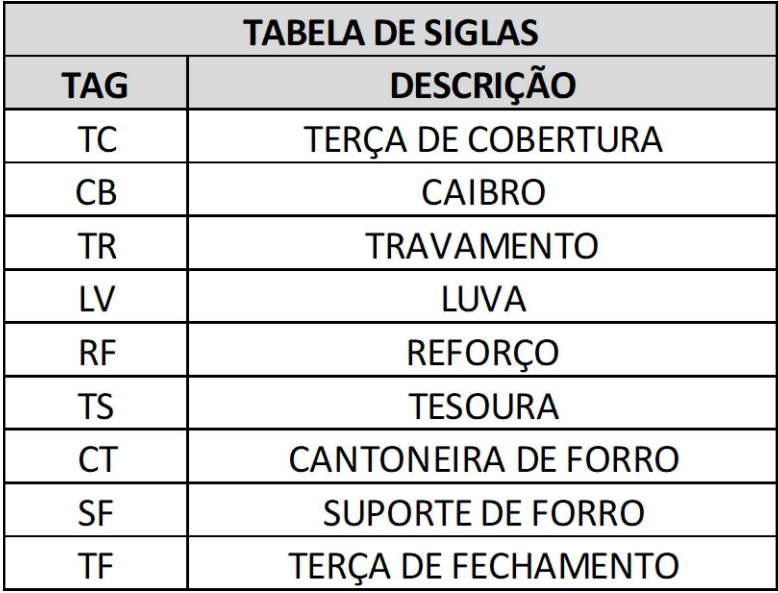 TABELA DE SIGLAS
TAG DESCRIÇÃO
TC TERÇA DE COBERTURA
CB CAIBRO
TR TRAVAMENTO
LV LUVA
RF REFORÇO
TS TESOURA
CT CANTONEIRA DE FORRO
SF SUPORTE DE FORRO
TF TERÇA DE FECHAMENTO